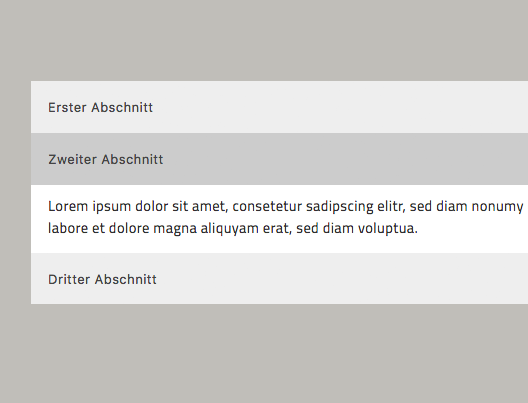 Erster Abschnitt
Zweiter Abschnitt
Lorem ipsum dolor sit amet, consetetur sadipscing elitr, sed diam nonumy
labore et dolore magna aliquyam erat, sed diam voluptua.
Dritter Abschnitt